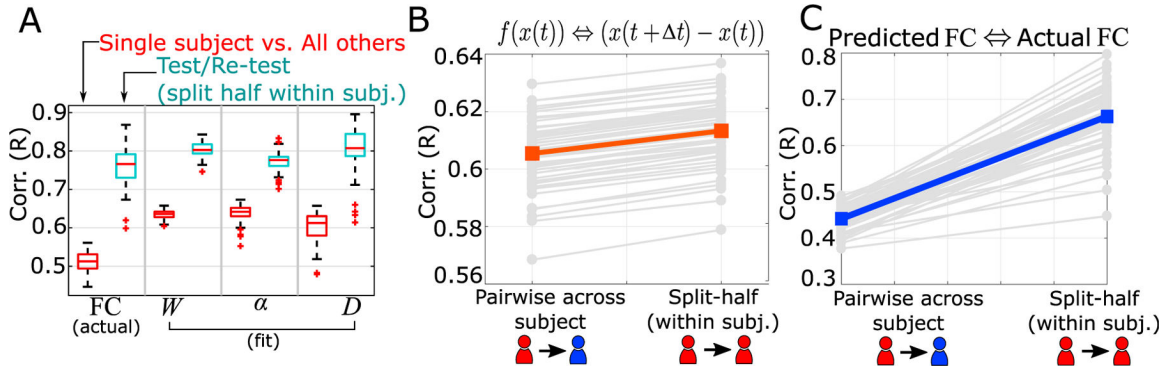 A
Single subject vs. All others
Test/Re-test
(split half within subj.)
Corr. (R)
0.9
0.8
0.7
0.6
0.5
FC
(actual)
W
α
D
(fit)
B
f(x(t)) ⇔ (x(t+Δt) − x(t))
Corr. (R)
0.64
0.62
0.6
0.58
0.56
Pairwise across
subject
Split-half
(within subj.)
C
Predicted FC ⇔ Actual FC
Corr. (R)
0.8
0.7
0.6
0.5
0.4
0.3
Pairwise across
subject
Split-half
(within subj.)